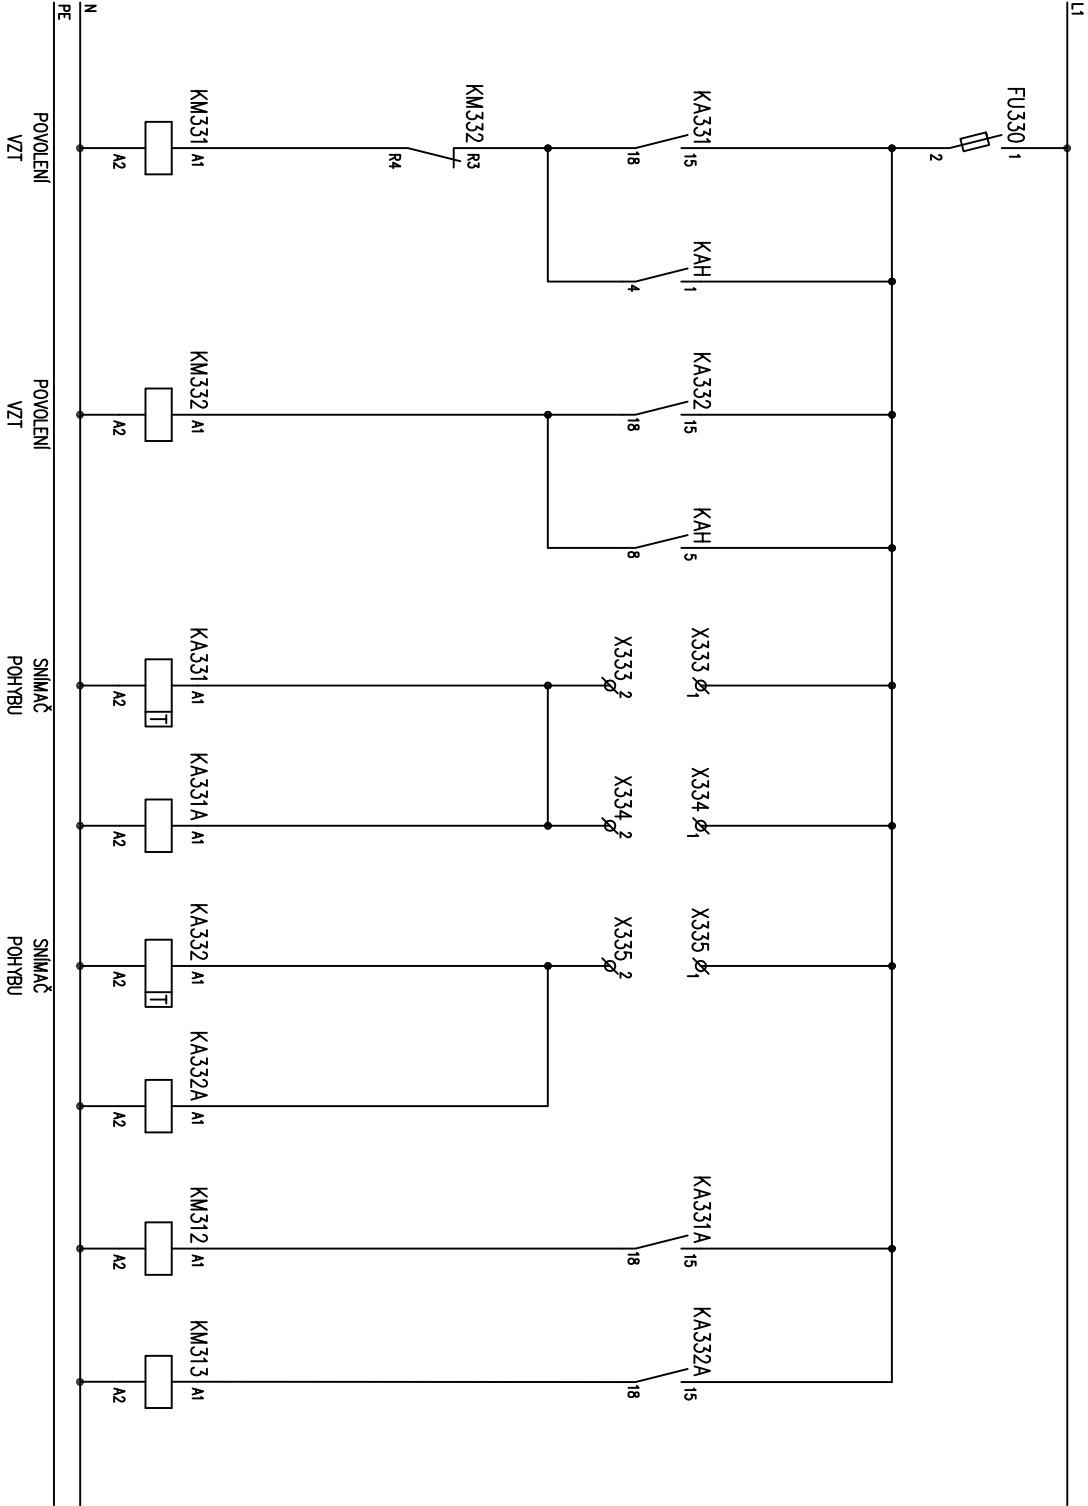 L1
FU330
1
2
KA331
15
18
KAH
1
4
KA332
15
18
KAH
5
8
X333
1
X334
1
X335
1
KA331A
15
18
KA332A
15
18
X333
2
X334
2
X335
2
KM332
R3
R4
KM331
A1
A2
KM332
A1
A2
KA331
A1
A2
T
KA331A
A1
A2
KA332
A1
A2
T
KA332A
A1
A2
KM312
A1
A2
KM313
A1
A2
N
PE
POVOLENÍ
VZT
POVOLENÍ
VZT
SNÍMAČ
POHYBU
SNÍMAČ
POHYBU